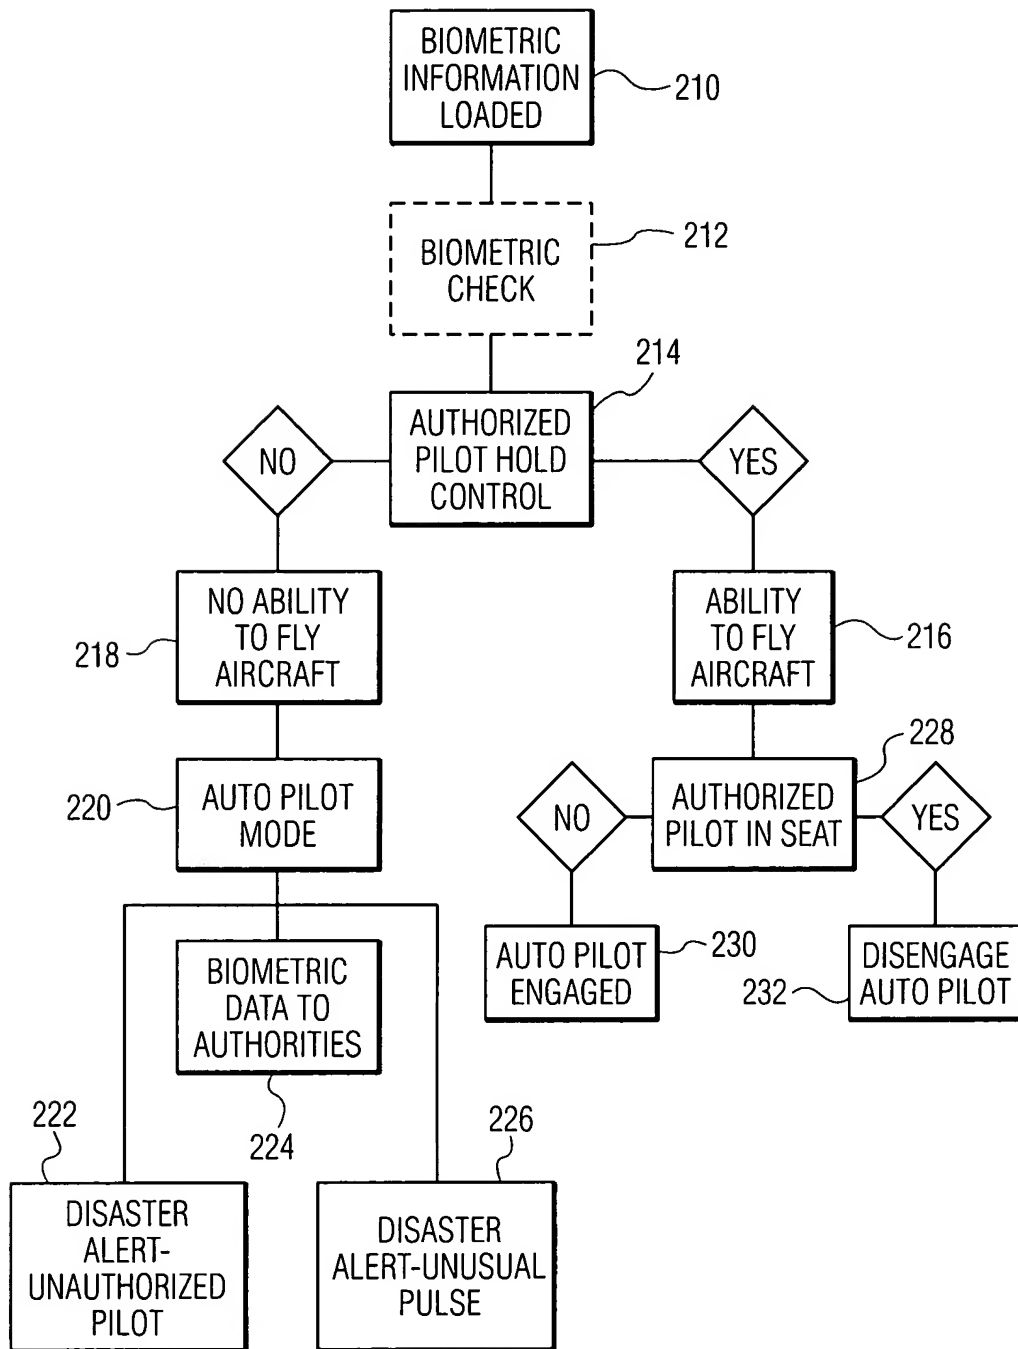 BIOMETRIC
INFORMATION
LOADED
210
BIOMETRIC
CHECK
212
214
AUTHORIZED
PILOT HOLD
CONTROL
NO
YES
NO ABILITY
TO FLY
AIRCRAFT
218
ABILITY
TO FLY
AIRCRAFT
216
AUTO PILOT
MODE
220
228
AUTHORIZED
PILOT IN SEAT
NO
YES
BIOMETRIC
DATA TO
AUTHORITIES
224
AUTO PILOT
ENGAGED
230
DISENGAGE
AUTO PILOT
232
222
DISASTER
ALERT-
UNAUTHORIZED
PILOT
226
DISASTER
ALERT-UNUSUAL
PULSE